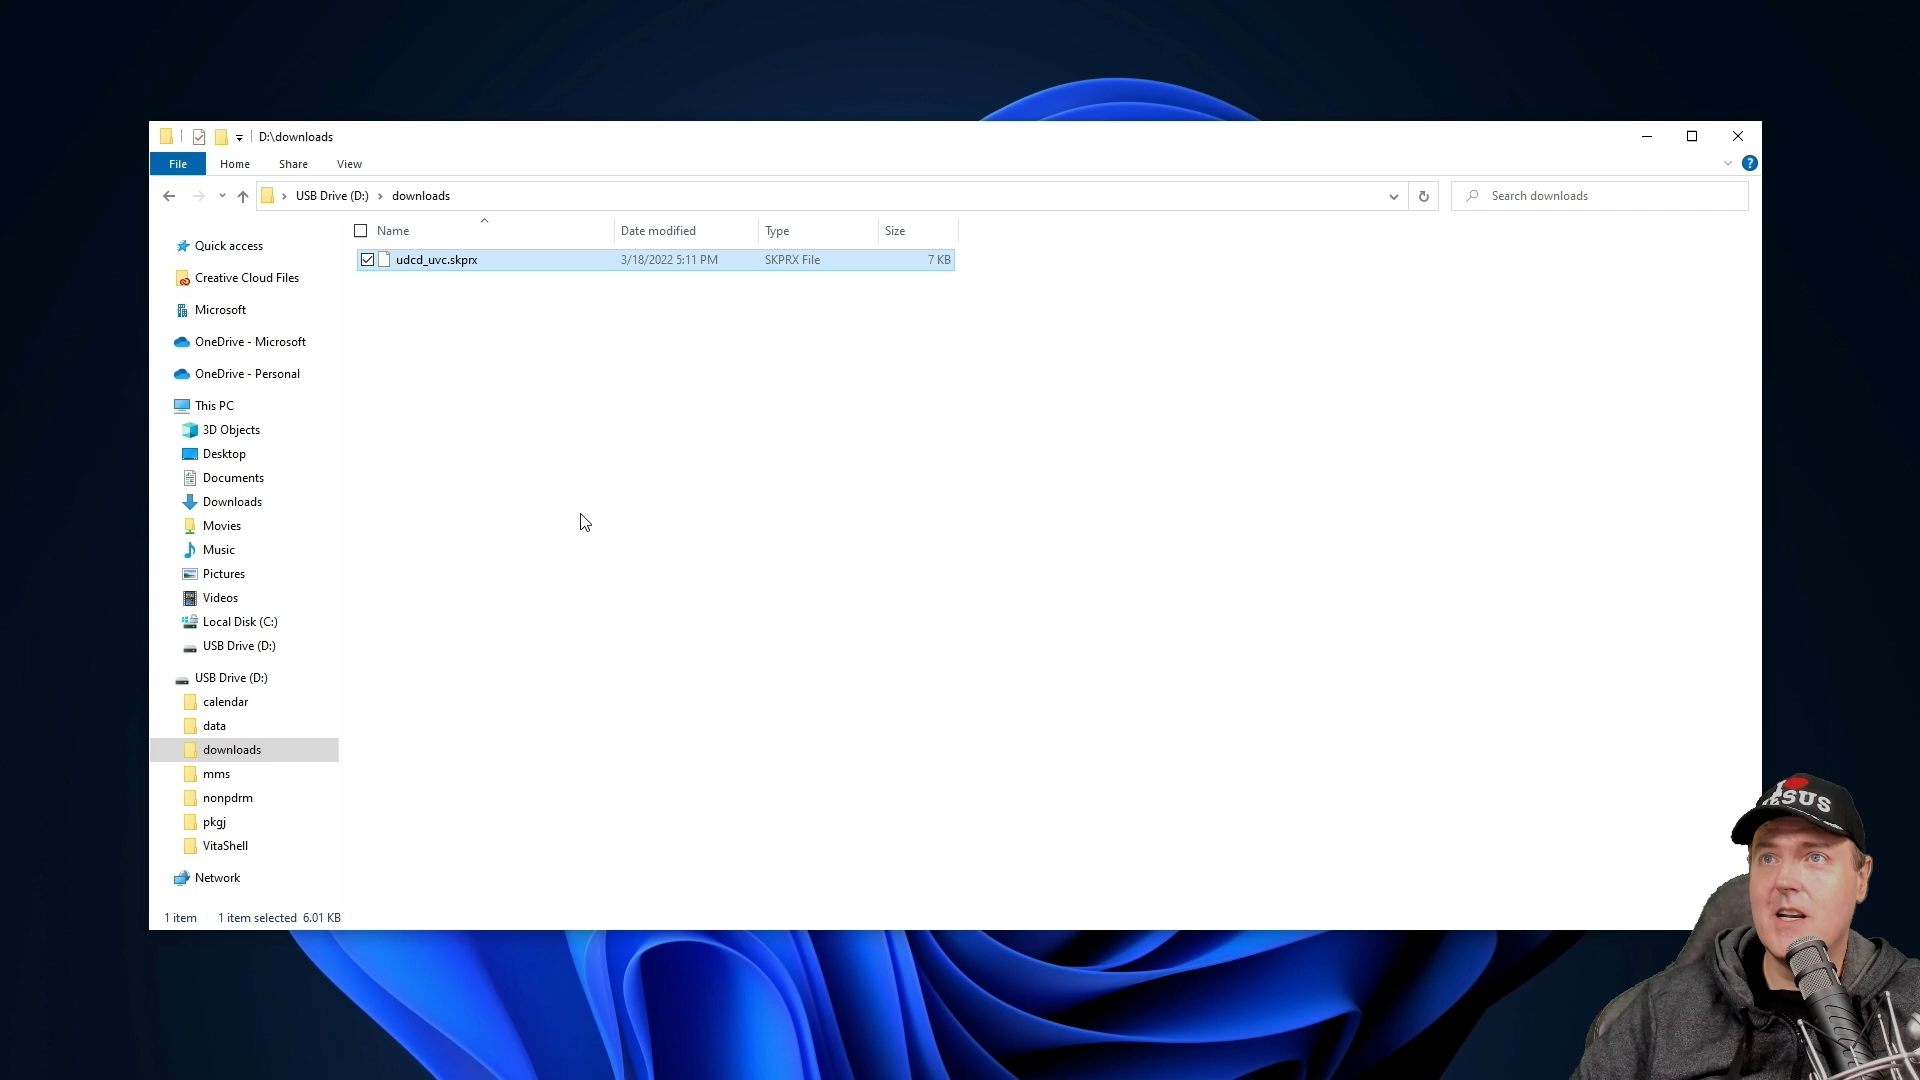 D:\downloads
File Home Share View
?
USB Drive (D:) downloads
Search downloads
Name Date modified Type Size
udcd_uvc.skprx 3/18/2022 5:11 PM SKPRX File 7 KB
Quick access
Creative Cloud Files
Microsoft
OneDrive - Microsoft
OneDrive - Personal
This PC
3D Objects
Desktop
Documents
Downloads
Movies
Music
Pictures
Videos
Local Disk (C:)
USB Drive (D:)
USB Drive (D:)
calendar
data
downloads
mms
nonpdrm
pkgj
VitaShell
Network
1 item 1 item selected 6.01 KB
I
JESUS